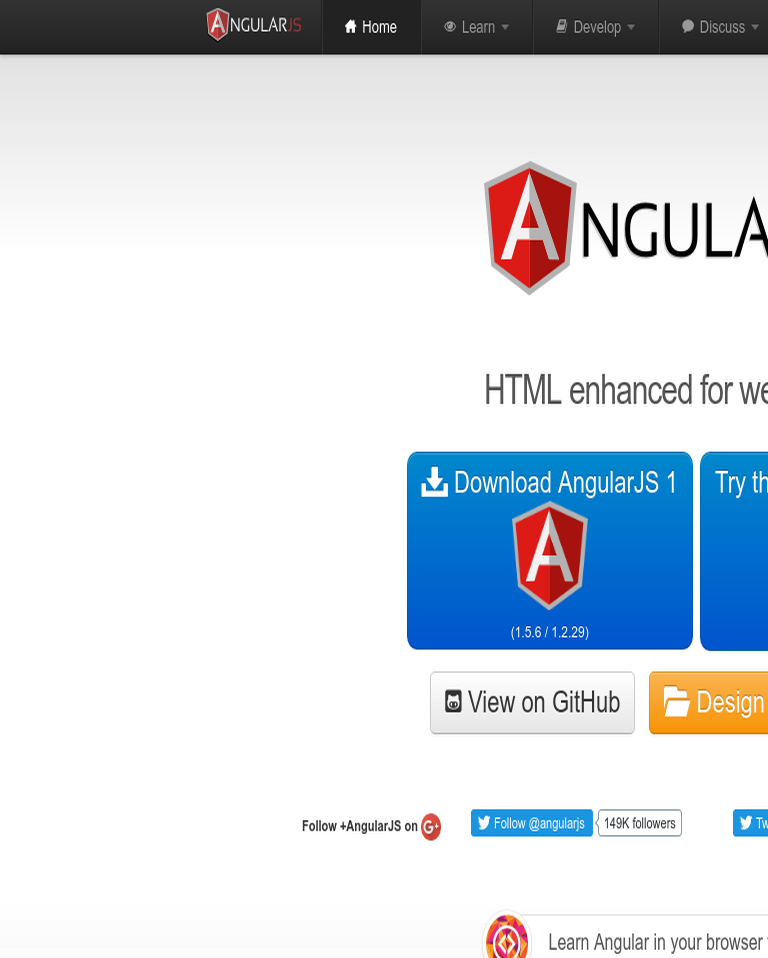 ANGULARJS Home Learn Develop Discuss
ANGULA
HTML enhanced for we
Download AngularJS 1
Try th
(1.5.6 / 1.2.29)
View on GitHub
Design
Follow +AngularJS on G+
Follow @angularjs
149K followers
Tw
Learn Angular in your browser